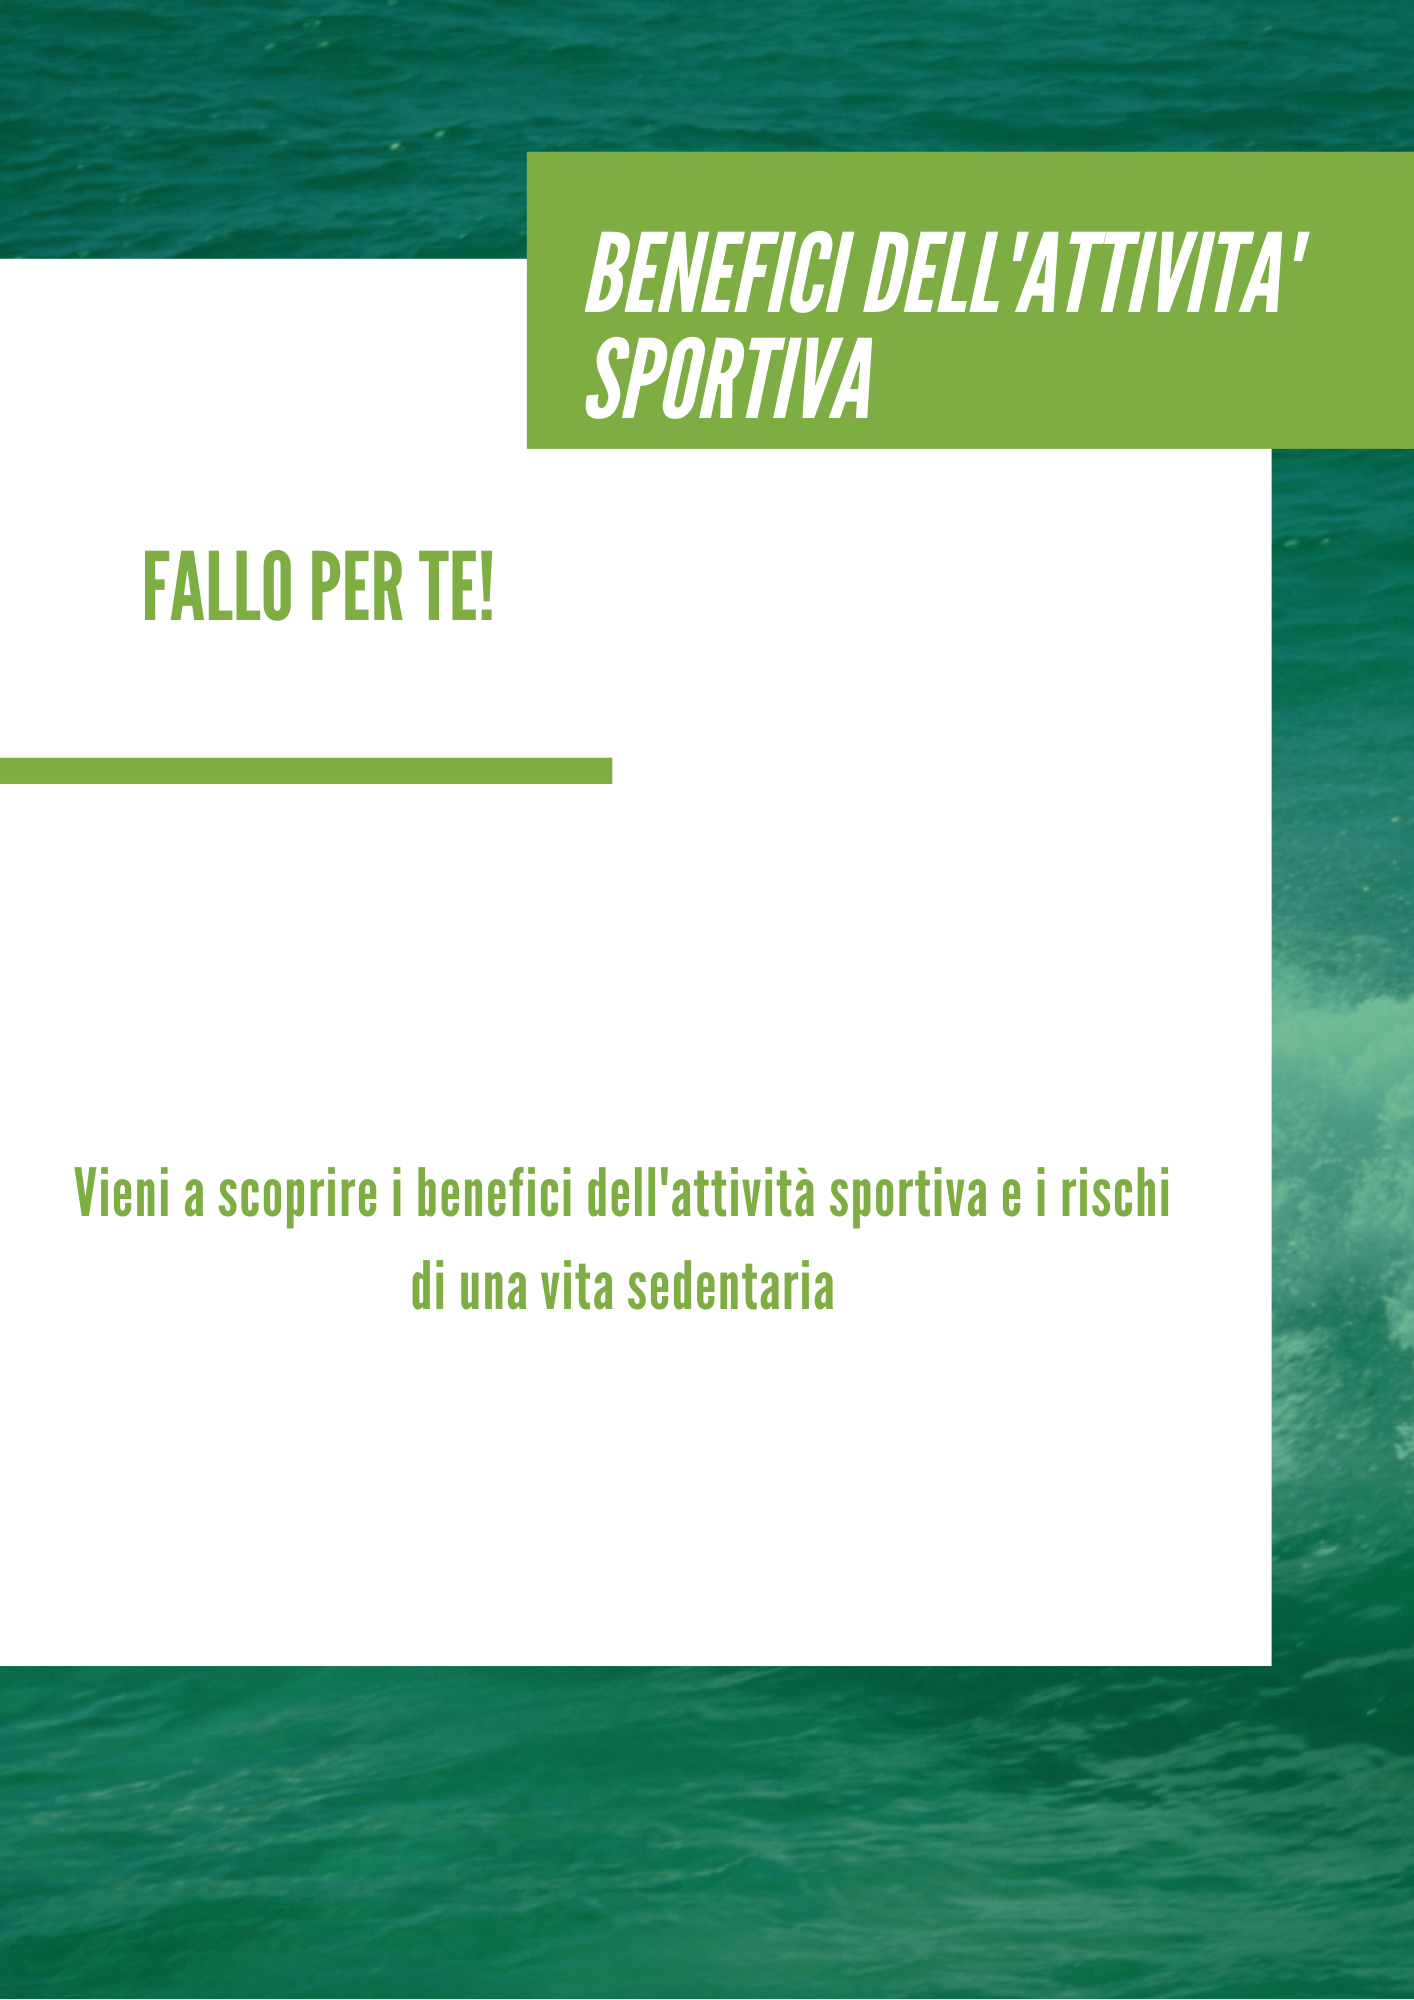 BENEFICI DELL'ATTIVITA'
SPORTIVA
FALLO PER TE!
Vieni a scoprire i benefici dell'attività sportiva e i rischi
di una vita sedentaria